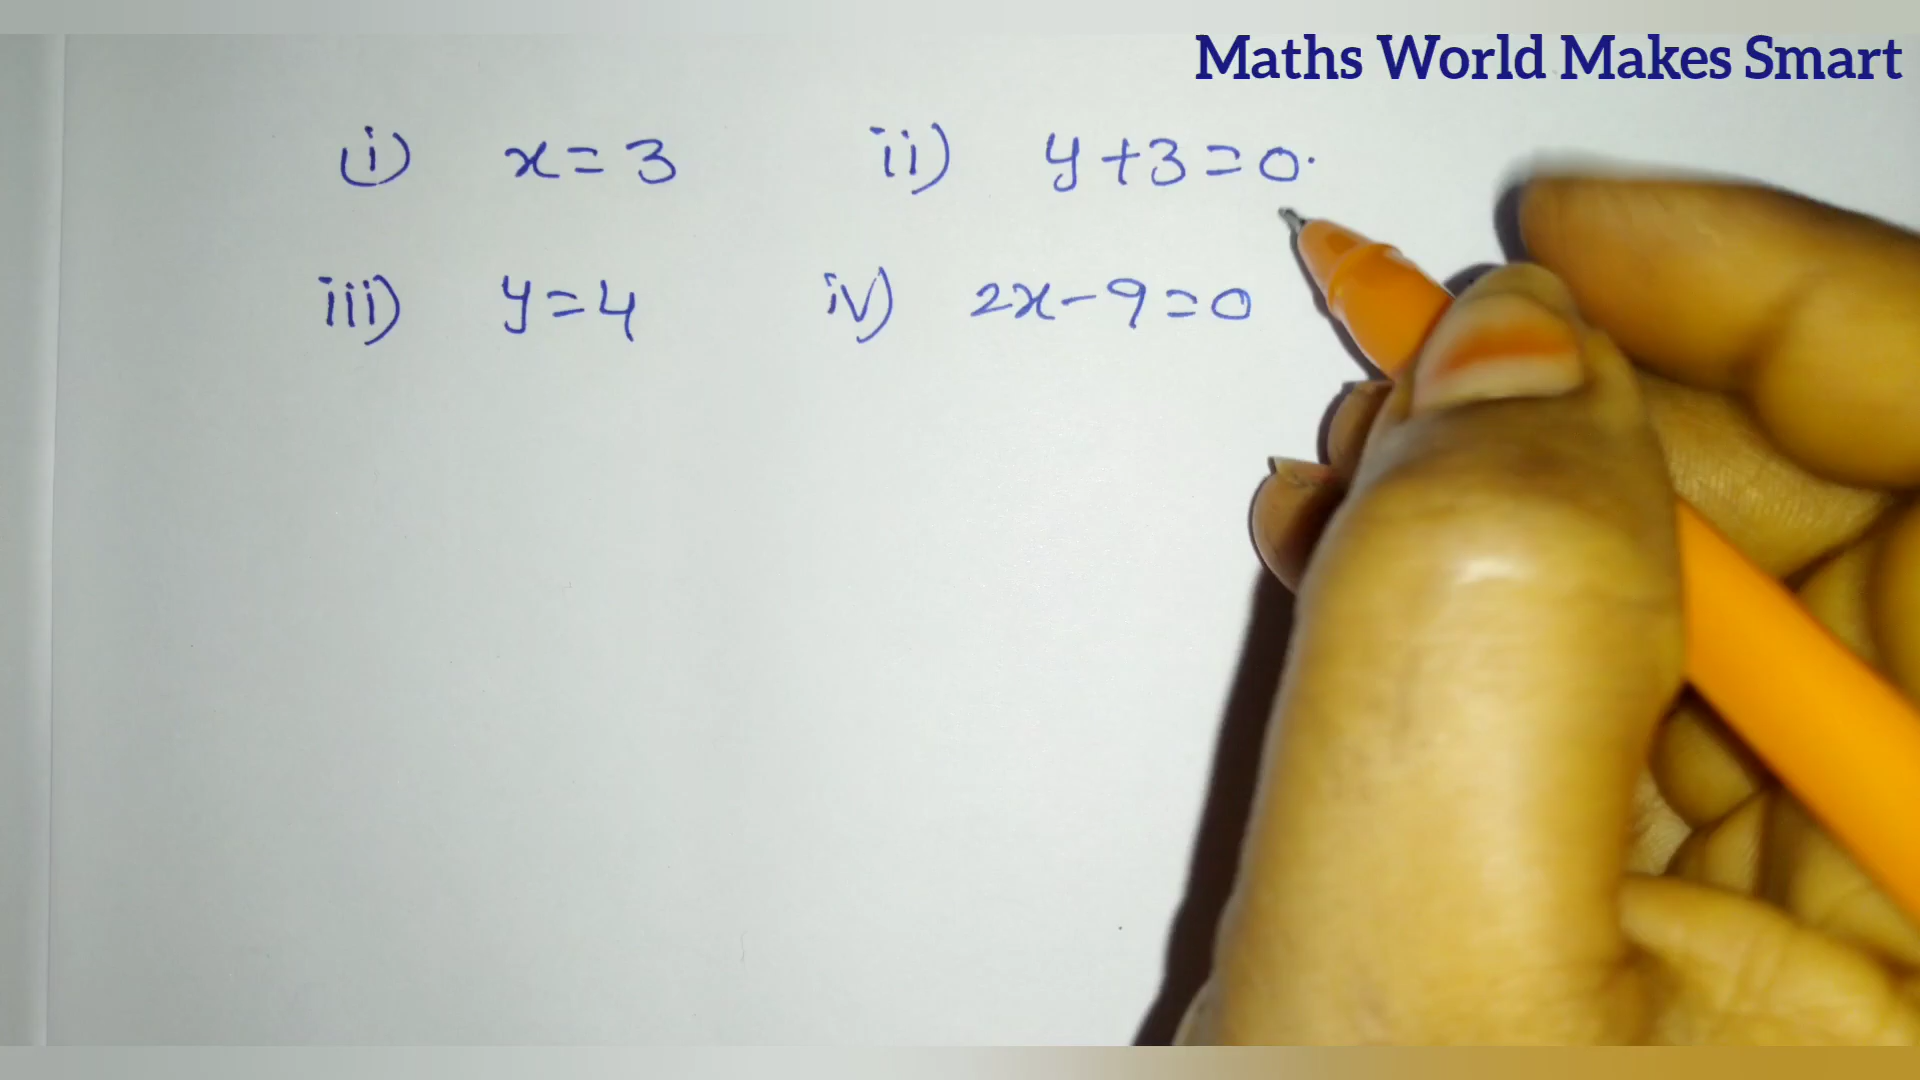 Maths World Makes Smart
(i) x = 3 ii) y + 3 = 0.
iii) y = 4 iv) 2x - 9 = 0